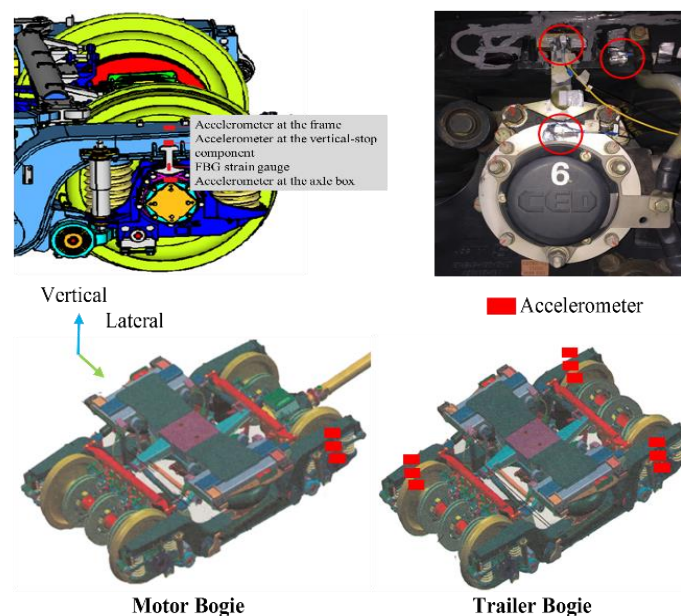 Accelerometer at the frame
Accelerometer at the vertical-stop
component
FBG strain gauge
Accelerometer at the axle box
6
Vertical
Lateral
Accelerometer
Motor Bogie
Trailer Bogie